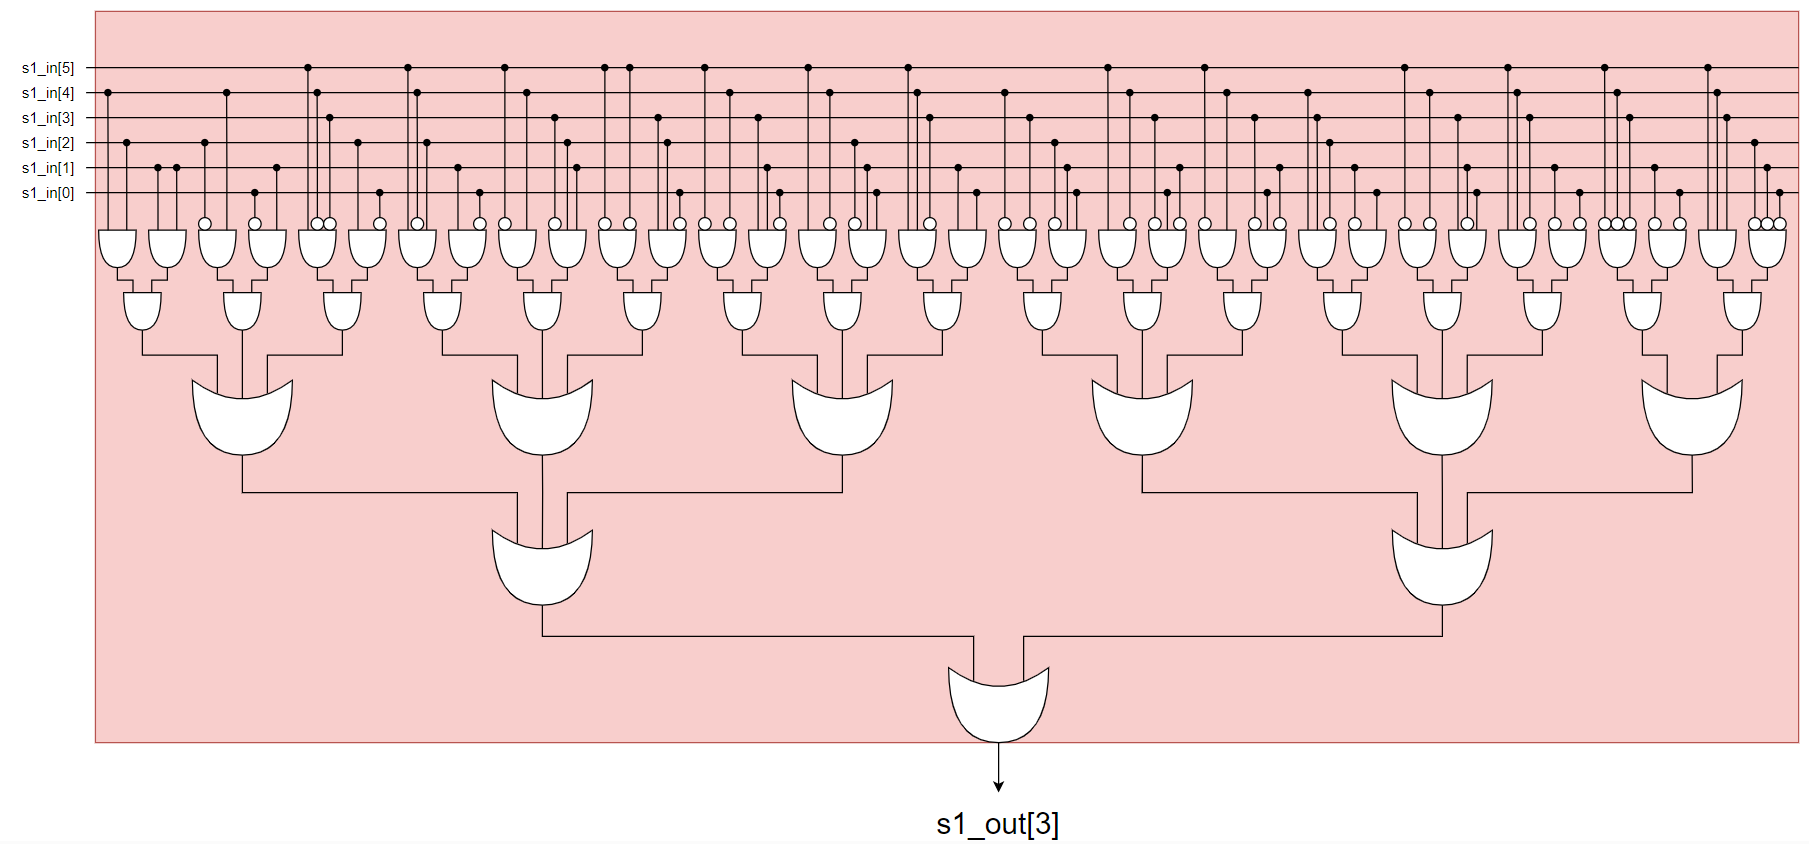 s1_in[5]
s1_in[4]
s1_in[3]
s1_in[2]
s1_in[1]
s1_in[0]
s1_out[3]